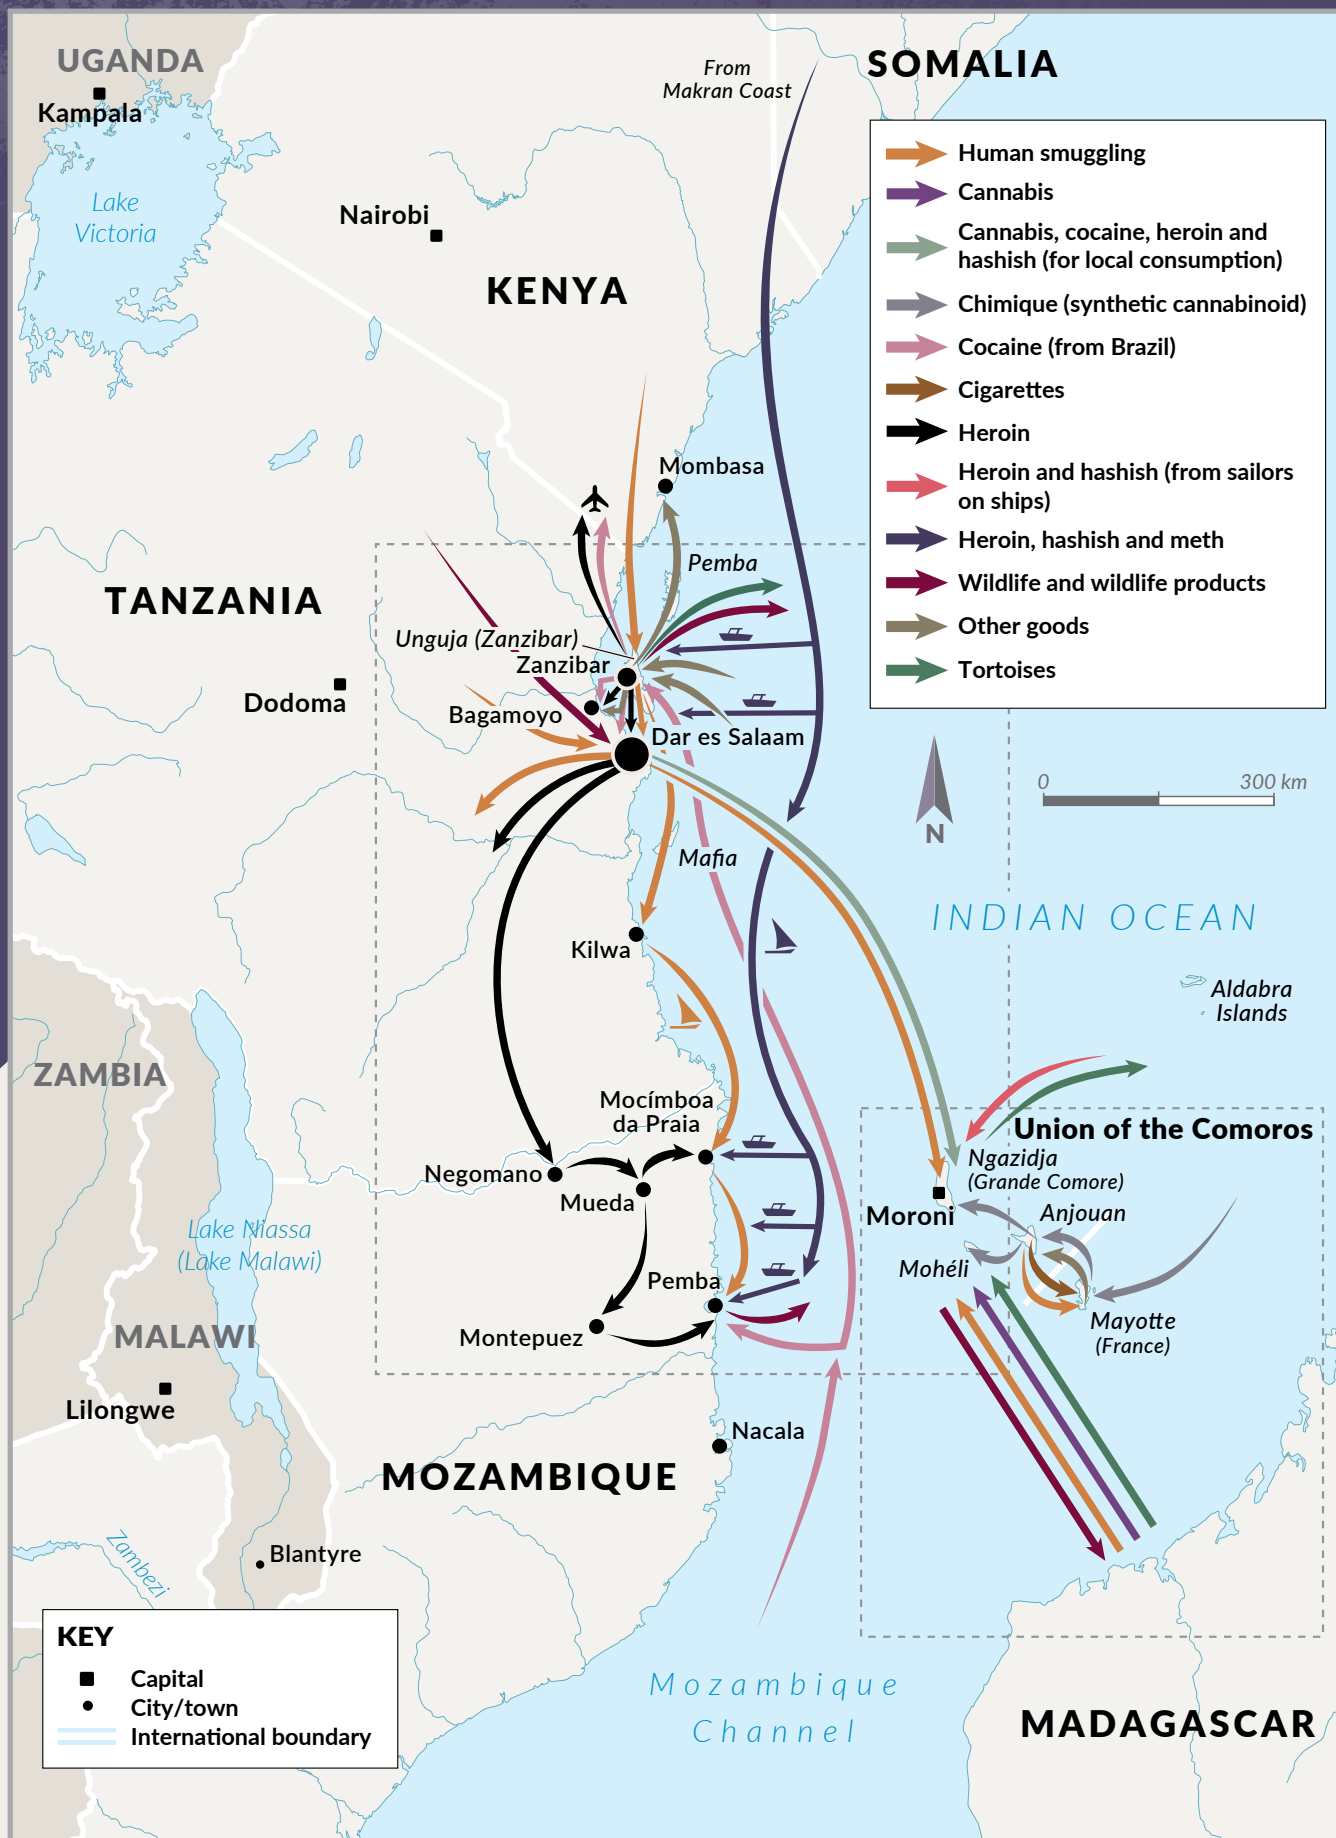 UGANDA
Kampala
Lake
Victoria
Nairobi
KENYA
From
Makran Coast
SOMALIA
Human smuggling
Cannabis
Cannabis, cocaine, heroin and
hashish (for local consumption)
Chimique (synthetic cannabinoid)
Cocaine (from Brazil)
Cigarettes
Heroin
Heroin and hashish (from sailors
on ships)
Heroin, hashish and meth
Wildlife and wildlife products
Other goods
Tortoises
Mombasa
Pemba
TANZANIA
Unguja (Zanzibar)
Zanzibar
Dodoma
Bagamoyo
Dar es Salaam
0
300 km
N
Mafia
INDIAN OCEAN
Kilwa
Aldabra
Islands
ZAMBIA
Mocímboa
da Praia
Union of the Comoros
Ngazidja
(Grande Comore)
Negomano
Mueda
Moroni
Anjouan
Lake Niassa
(Lake Malawi)
Mohéli
Pemba
Mayotte
(France)
MALAWI
Montepuez
Lilongwe
Nacala
MOZAMBIQUE
Zambezi
Blantyre
KEY
Capital
City/town
International boundary
Mozambique
Channel
MADAGASCAR